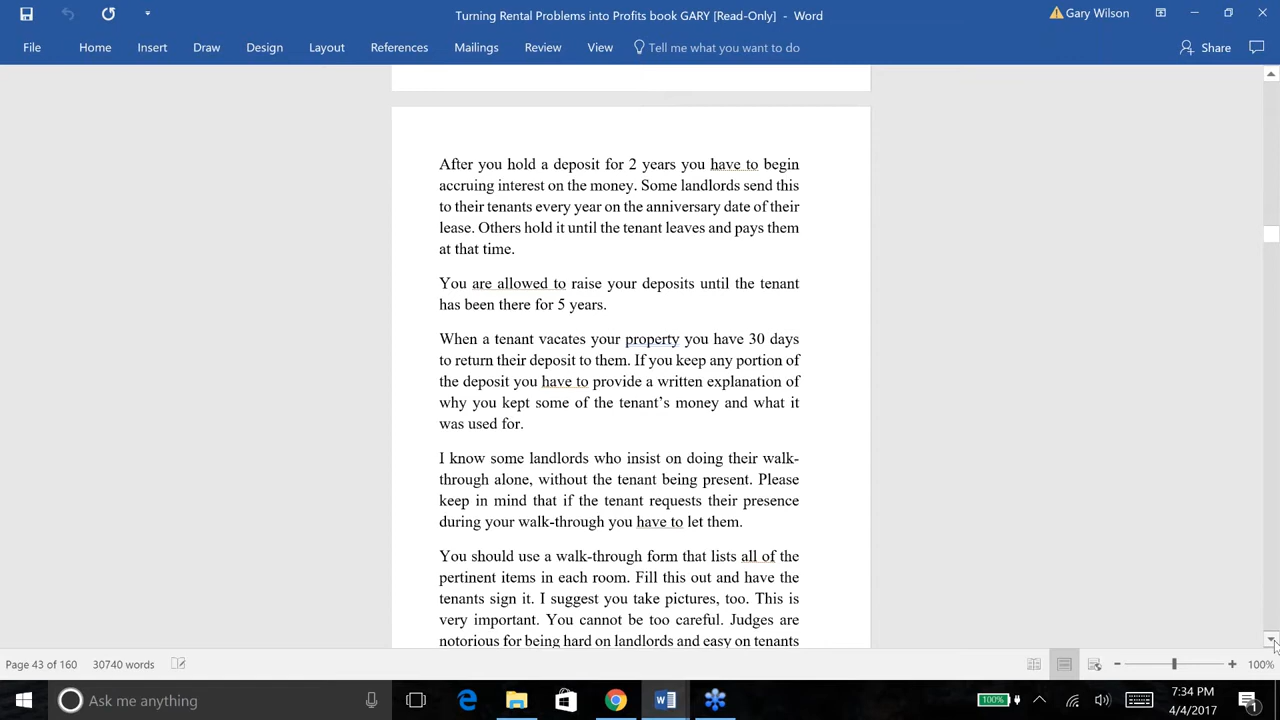 Turning Rental Problems into Profits book GARY [Read-Only] - Word
Gary Wilson
File Home Insert Draw Design Layout References Mailings Review View Tell me what you want to do Share
After you hold a deposit for 2 years you have to begin
accruing interest on the money. Some landlords send this
to their tenants every year on the anniversary date of their
lease. Others hold it until the tenant leaves and pays them
at that time.
You are allowed to raise your deposits until the tenant
has been there for 5 years.
When a tenant vacates your property you have 30 days
to return their deposit to them. If you keep any portion of
the deposit you have to provide a written explanation of
why you kept some of the tenant's money and what it
was used for.
I know some landlords who insist on doing their walk-
through alone, without the tenant being present. Please
keep in mind that if the tenant requests their presence
during your walk-through you have to let them.
You should use a walk-through form that lists all of the
pertinent items in each room. Fill this out and have the
tenants sign it. I suggest you take pictures, too. This is
very important. You cannot be too careful. Judges are
notorious for being hard on landlords and easy on tenants
Page 43 of 160 30740 words 100%
Ask me anything 100% 7:34 PM
4/4/2017 1